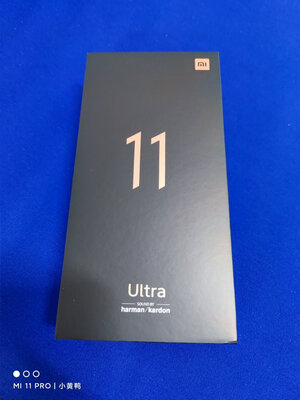 mi
11
Ultra
SOUND BY
harman/kardon
MI 11 PRO | 小黄鸭